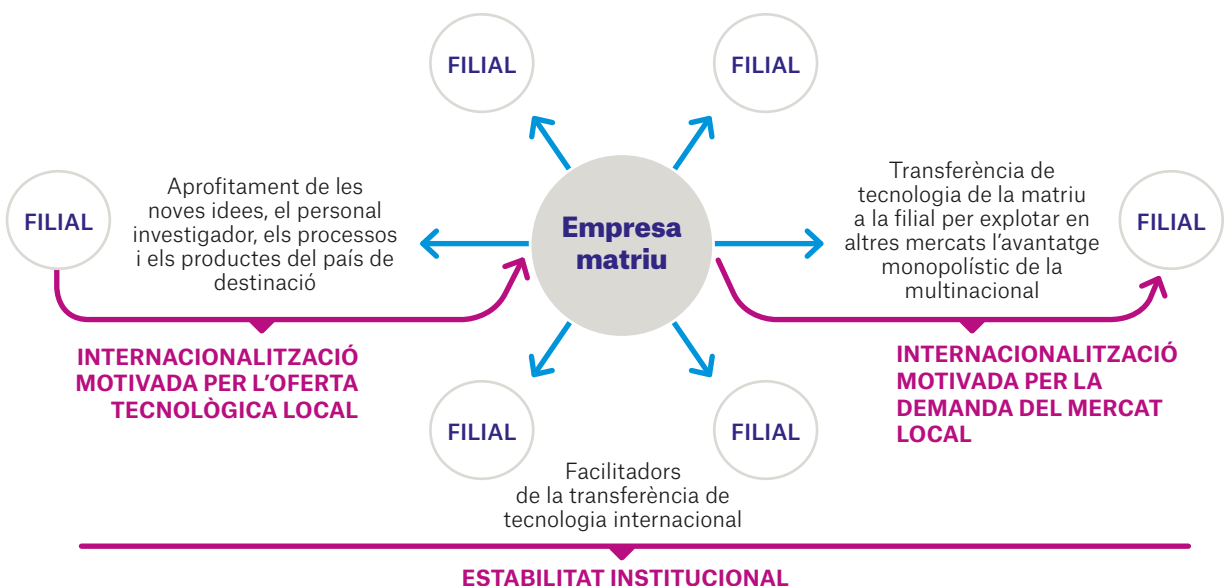 FILIAL
FILIAL
FILIAL
Aprofitament de les
noves idees, el personal
investigador, els processos
i els productes del país de
destinació
Empresa
matriu
Transferència de
tecnologia de la matriu
a la filial per explotar en
altres mercats l’avantatge
monopolístic de la
multinacional
FILIAL
INTERNACIONALITZACIÓ
MOTIVADA PER L’OFERTA
TECNOLÒGICA LOCAL
INTERNACIONALITZACIÓ
MOTIVADA PER LA
DEMANDA DEL MERCAT
LOCAL
FILIAL
FILIAL
Facilitadors
de la transferència de
tecnologia internacional
ESTABILITAT INSTITUCIONAL